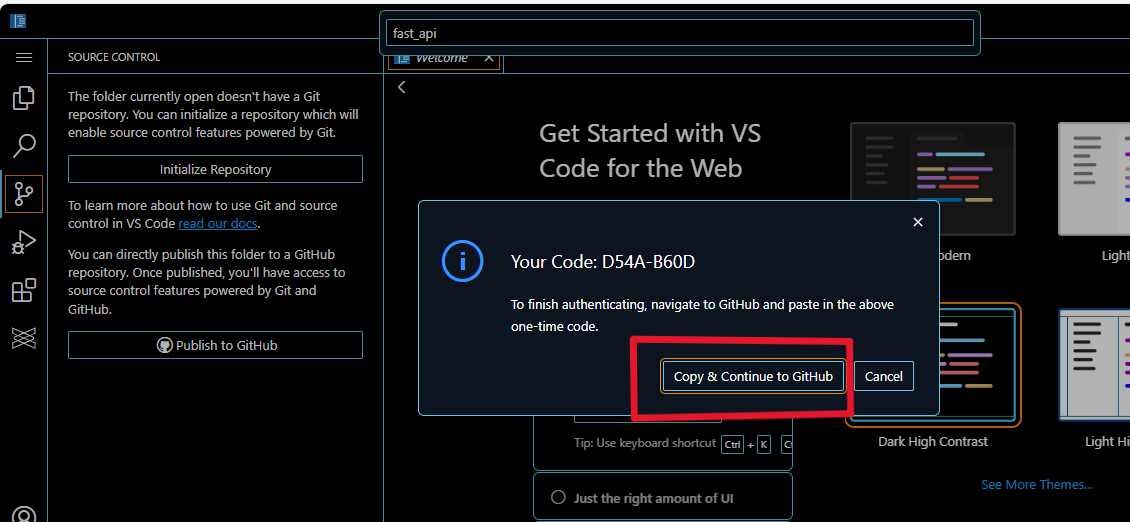 fast_api
SOURCE CONTROL
Welcome
The folder currently open doesn't have a Git
repository. You can initialize a repository which will
enable source control features powered by Git.
Initialize Repository
To learn more about how to use Git and source
control in VS Code read our docs.
You can directly publish this folder to a GitHub
repository. Once published, you'll have access to
source control features powered by Git and
GitHub.
Publish to GitHub
Get Started with VS
Code for the Web
Your Code: D54A-B60D
To finish authenticating, navigate to GitHub and paste in the above
one-time code.
Copy & Continue to GitHub
Cancel
odern
Light
Dark High Contrast
Light Hi
See More Themes...
Tip: Use keyboard shortcut Ctrl + K
Just the right amount of UI